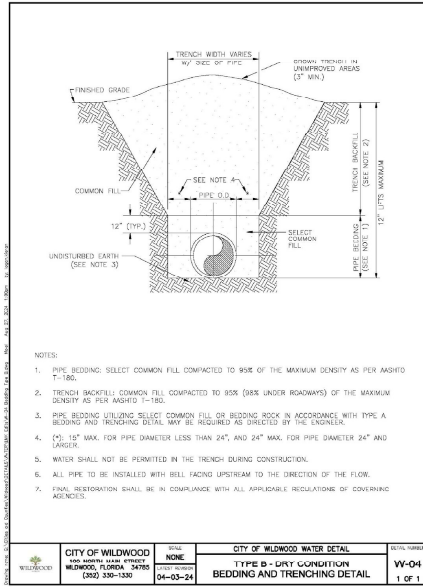 TRENCH WIDTH VARIES
W/ SIZE OF PIPE
CROWN TRENCH IN
UNIMPROVED AREAS
(3" MIN.)
FINISHED GRADE
COMMON FILL
SEE NOTE 4
PIPE O.D.
TRENCH BACKFILL
(SEE NOTE 2)
12" LIFTS MAXIMUM
12" (TYP.)
SELECT
COMMON
FILL
PIPE BEDDING
(SEE NOTE 1)
UNDISTURBED EARTH
(SEE NOTE 3)
NOTES:
1. PIPE BEDDING: SELECT COMMON FILL COMPACTED TO 95% OF THE MAXIMUM DENSITY AS PER AASHTO
T-180.
2. TRENCH BACKFILL: COMMON FILL COMPACTED TO 95% (98% UNDER ROADWAYS) OF THE MAXIMUM
DENSITY AS PER AASHTO T-180.
3. PIPE BEDDING UTILIZING SELECT COMMON FILL OR BEDDING ROCK IN ACCORDANCE WITH TYPE A
BEDDING AND TRENCHING DETAIL MAY BE REQUIRED AS DIRECTED BY THE ENGINEER.
4. (*): 15" MAX. FOR PIPE DIAMETER LESS THAN 24", AND 24" MAX. FOR PIPE DIAMETER 24" AND
LARGER.
5. WATER SHALL NOT BE PERMITTED IN THE TRENCH DURING CONSTRUCTION.
6. ALL PIPE TO BE INSTALLED WITH BELL FACING UPSTREAM TO THE DIRECTION OF THE FLOW.
7. FINAL RESTORATION SHALL BE IN COMPLIANCE WITH ALL APPLICABLE REGULATIONS OF GOVERNING
AGENCIES.
WILDWOOD
CITY OF WILDWOOD
100 NORTH MAIN STREET
WILDWOOD, FLORIDA 34785
(352) 330-1330
SCALE
NONE
LATEST REVISION
04-03-24
CITY OF WILDWOOD WATER DETAIL
TYPE B - DRY CONDITION
BEDDING AND TRENCHING DETAIL
DETAIL NUMBER
W-04
1 OF 1